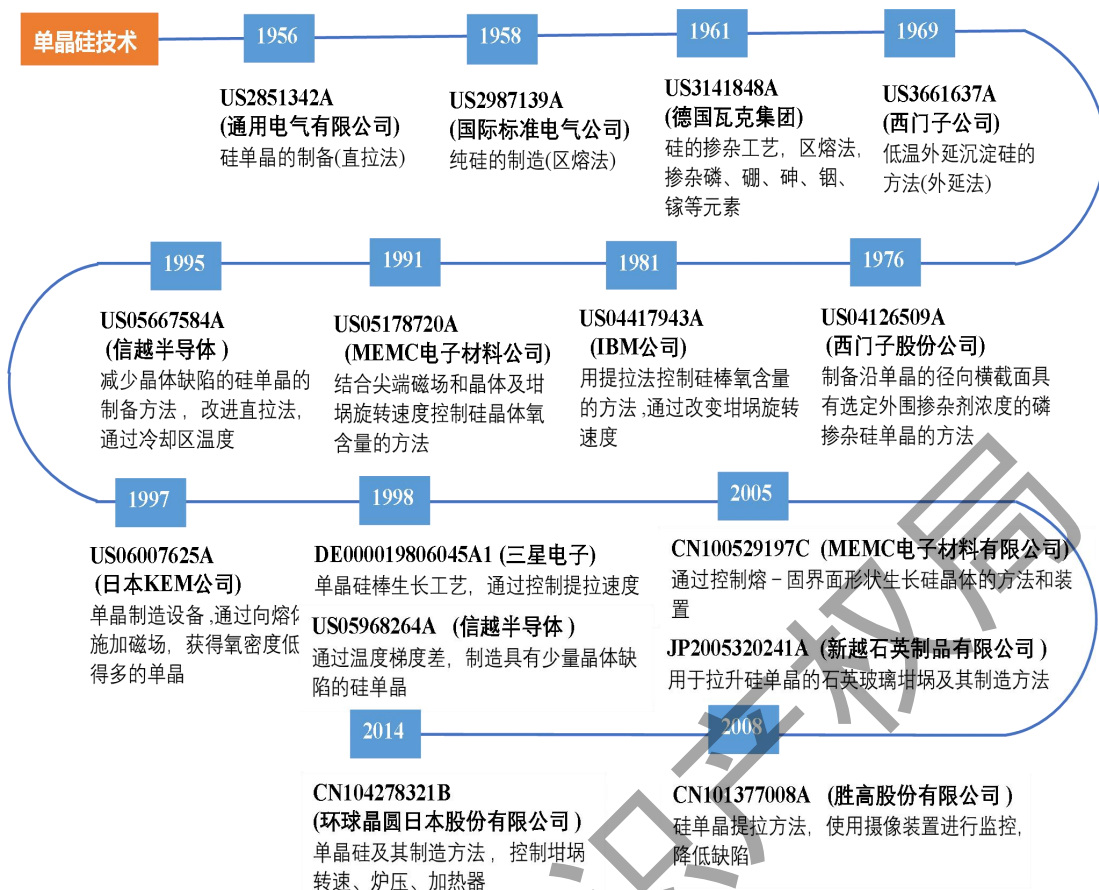 单晶硅技术
1956
1958
1961
1969
US2851342A
(通用电气有限公司)
硅单晶的制备(直拉法)
US2987139A
(国际标准电气公司)
纯硅的制造(区熔法)
US3141848A
(德国瓦克集团)
硅的掺杂工艺, 区熔法,
掺杂磷、硼、砷、铟、
镓等元素
US3661637A
(西门子公司)
低温外延沉淀硅的
方法(外延法)
1995
1991
1981
1976
US05667584A
(信越半导体 )
减少晶体缺陷的硅单晶的
制备方法 , 改进直拉法,
通过冷却区温度
US05178720A
(MEMC电子材料公司)
结合尖端磁场和晶体及坩
埚旋转速度控制硅晶体氧
含量的方法
US04417943A
(IBM公司)
用提拉法控制硅棒氧含量
的方法 ,通过改变坩埚旋转
速度
US04126509A
(西门子股份公司)
制备沿单晶的径向横截面具
有选定外围掺杂剂浓度的磷
掺杂硅单晶的方法
1997
1998
2005
US06007625A
(日本KEM公司)
单晶制造设备 ,通过向熔
施加磁场, 获得氧密度低
得多的单晶
DE000019806045A1 (三星电子)
单晶硅棒生长工艺, 通过控制提拉速度
US05968264A (信越半导体 )
通过温度梯度差, 制造具有少量晶体缺
陷的硅单晶
CN100529197C (MEMC电子材料有限公司)
通过控制熔－固界面形状生长硅晶体的方法和装
置
JP2005320241A (新越石英制品有限公司 )
用于拉升硅单晶的石英玻璃坩埚及其制造方法
2014
2008
CN104278321B
(环球晶圆日本股份有限公司 )
单晶硅及其制造方法 , 控制坩埚
转速、炉压、加热器
CN101377008A (胜高股份有限公司 )
硅单晶提拉方法, 使用摄像装置进行监控,
降低缺陷
识产权局